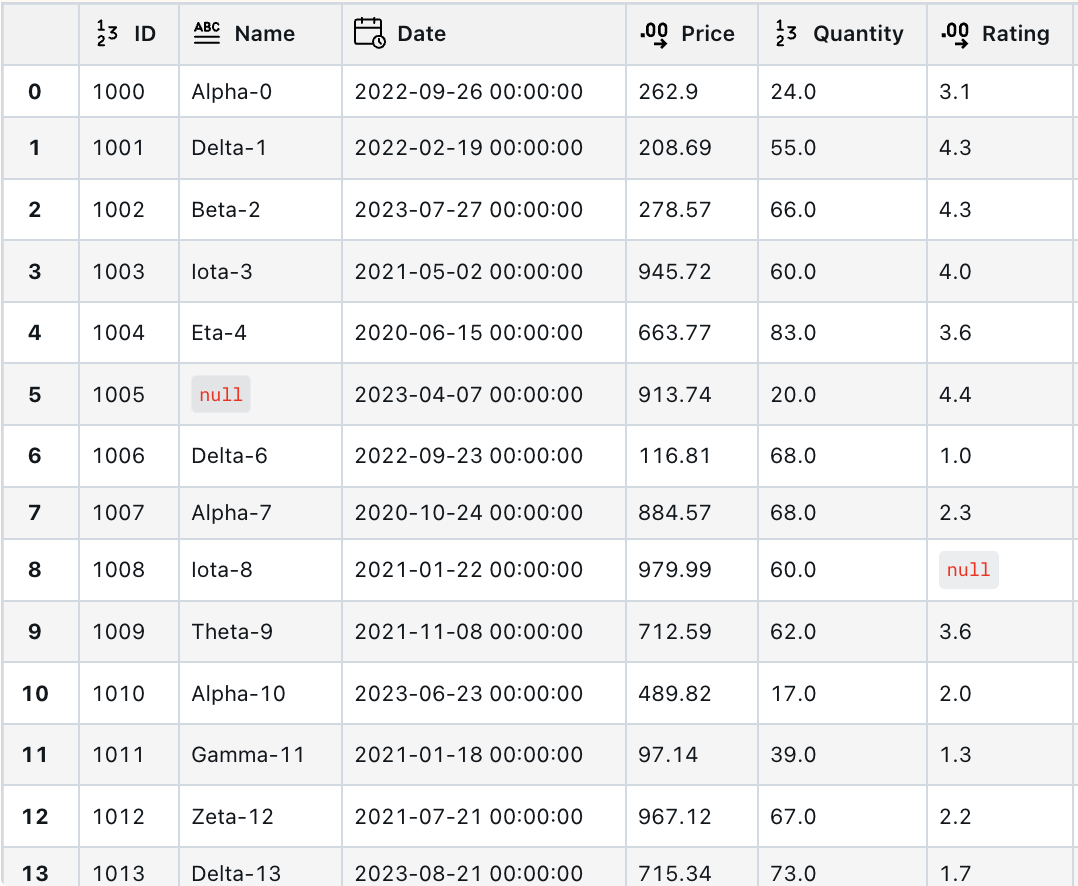 1 2 3 ID ABC Name Date .00 Price 1 2 3 Quantity .00 Rating
0 1000 Alpha-0 2022-09-26 00:00:00 262.9 24.0 3.1
1 1001 Delta-1 2022-02-19 00:00:00 208.69 55.0 4.3
2 1002 Beta-2 2023-07-27 00:00:00 278.57 66.0 4.3
3 1003 Iota-3 2021-05-02 00:00:00 945.72 60.0 4.0
4 1004 Eta-4 2020-06-15 00:00:00 663.77 83.0 3.6
5 1005 null 2023-04-07 00:00:00 913.74 20.0 4.4
6 1006 Delta-6 2022-09-23 00:00:00 116.81 68.0 1.0
7 1007 Alpha-7 2020-10-24 00:00:00 884.57 68.0 2.3
8 1008 Iota-8 2021-01-22 00:00:00 979.99 60.0 null
9 1009 Theta-9 2021-11-08 00:00:00 712.59 62.0 3.6
10 1010 Alpha-10 2023-06-23 00:00:00 489.82 17.0 2.0
11 1011 Gamma-11 2021-01-18 00:00:00 97.14 39.0 1.3
12 1012 Zeta-12 2021-07-21 00:00:00 967.12 67.0 2.2
13 1013 Delta-13 2023-08-21 00:00:00 715.34 73.0 1.7